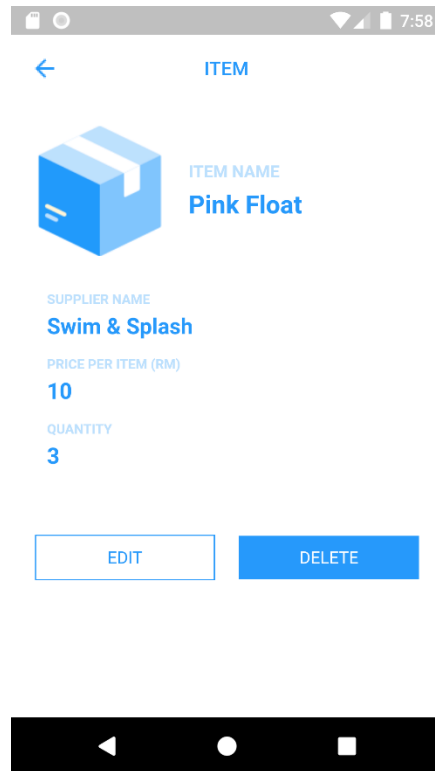 7:58
ITEM
ITEM NAME
Pink Float
SUPPLIER NAME
Swim & Splash
PRICE PER ITEM (RM)
10
QUANTITY
3
EDIT
DELETE